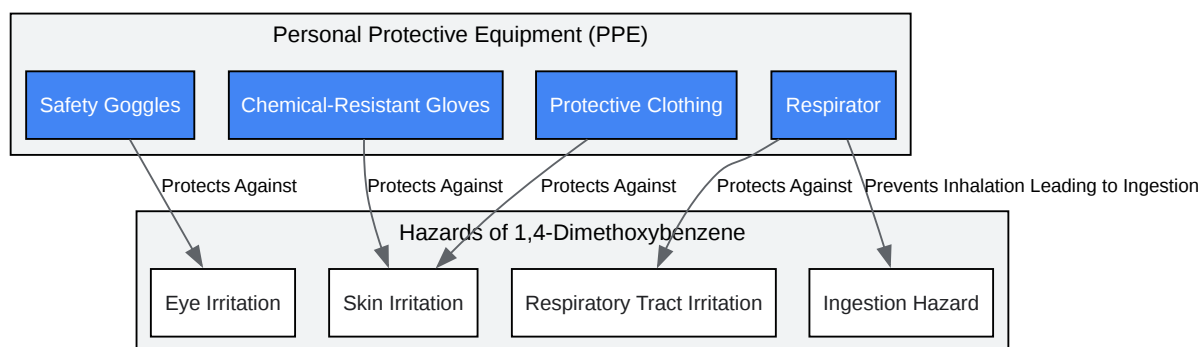 Personal Protective Equipment (PPE)
Safety Goggles
Chemical-Resistant Gloves
Protective Clothing
Respirator
Protects Against
Protects Against
Protects Against
Protects Against
Prevents Inhalation Leading to Ingestion
Hazards of 1,4-Dimethoxybenzene
Eye Irritation
Skin Irritation
Respiratory Tract Irritation
Ingestion Hazard